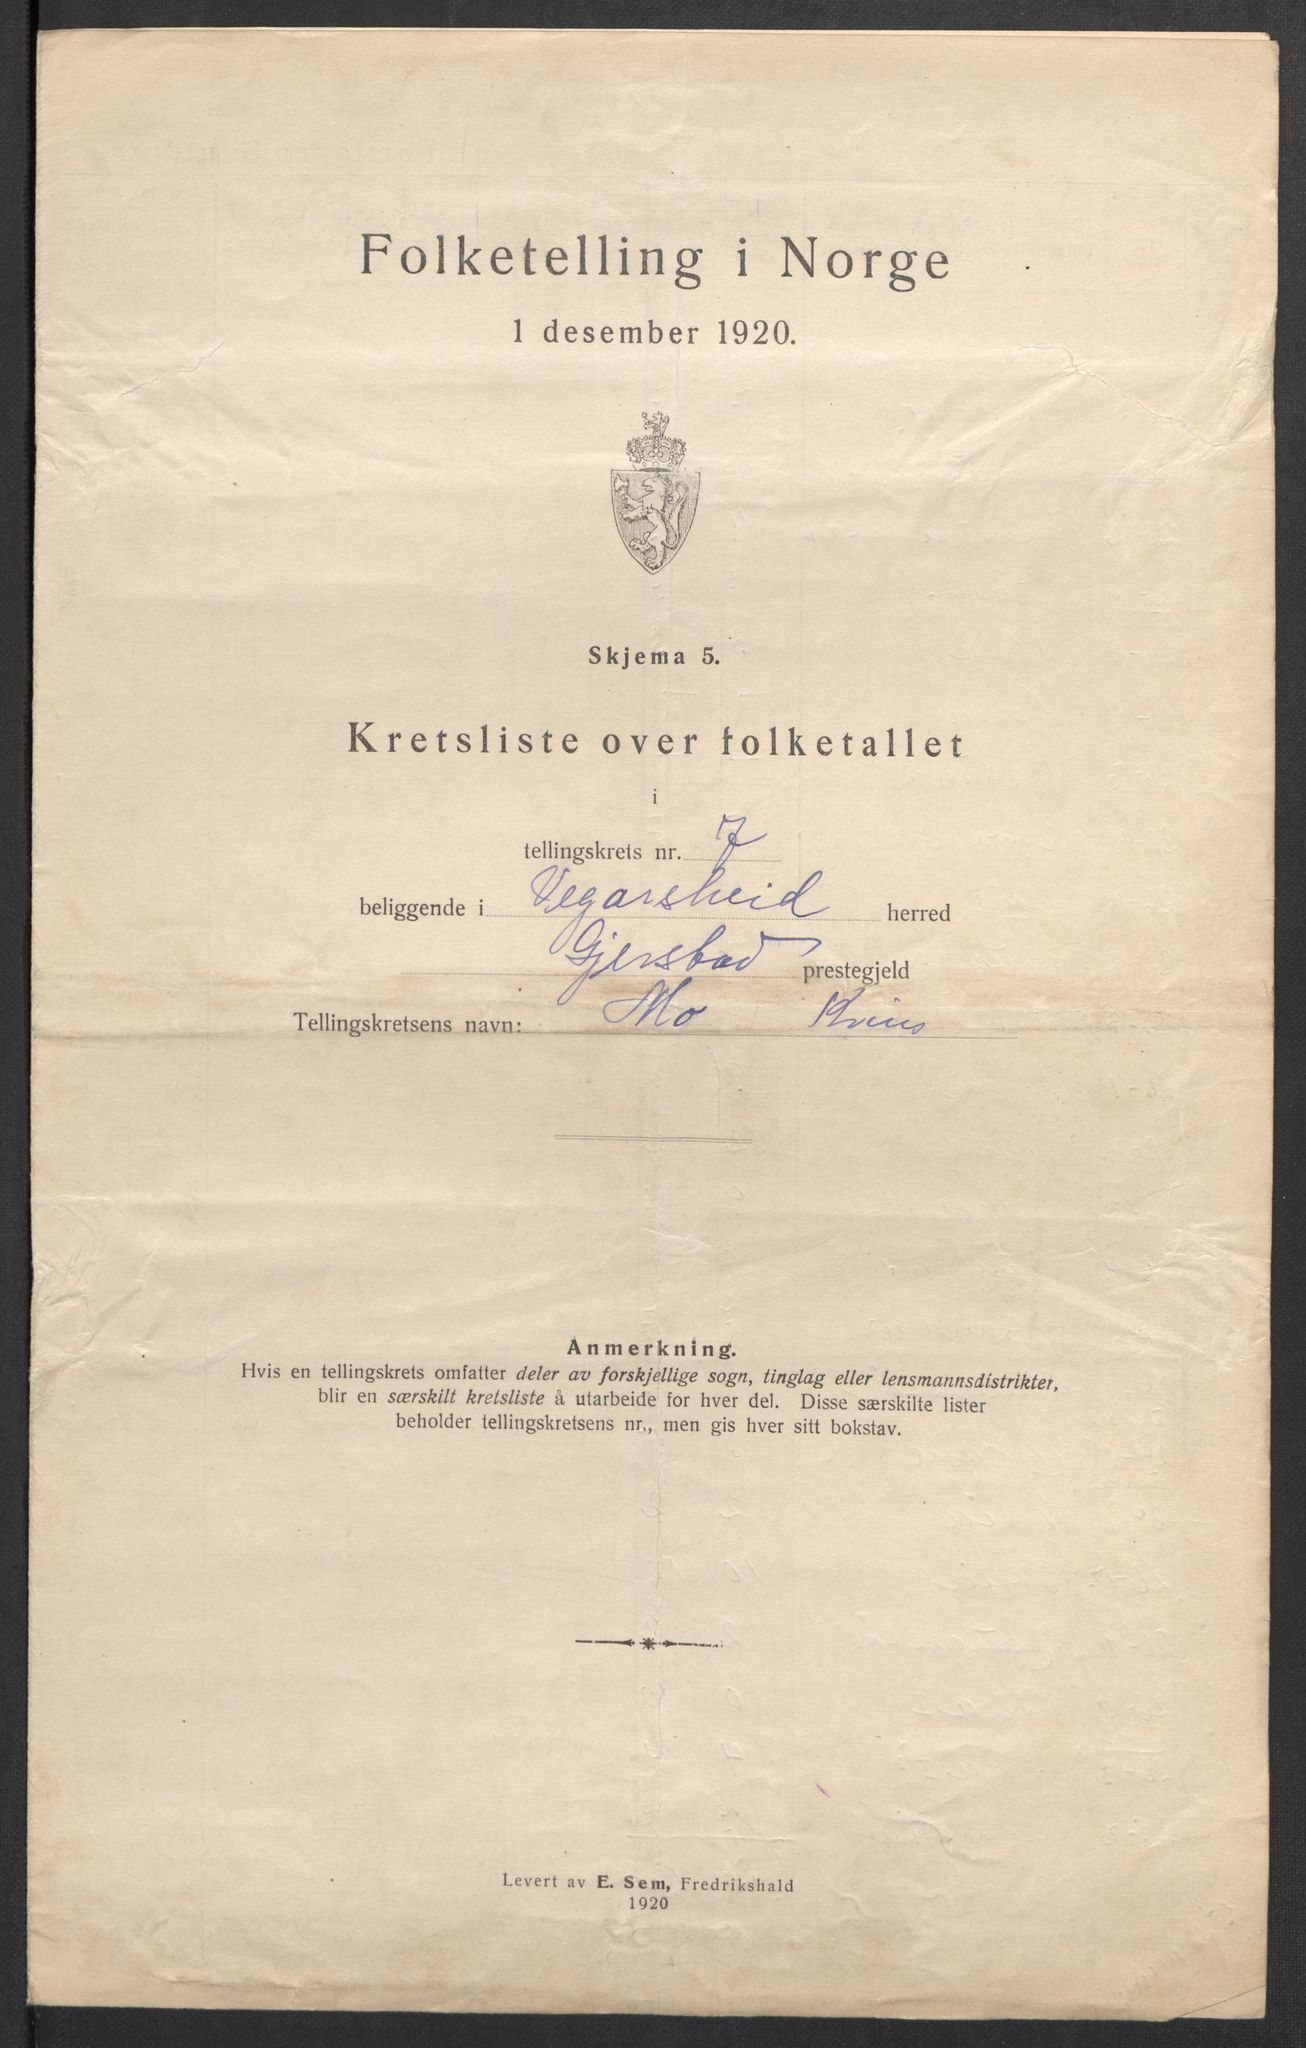 Folketelling i Norge
1 desember 1920.
Skjema 5.
Kretsliste over folketallet
i
tellingskrets nr. 7
beliggende i Vegarsheid herred
Gjerstad prestegjeld
Tellingskretsens navn: Mo
Anmerkning.
Hvis en tellingskrets omfatter deler av forskjellige sogn, tinglag eller lensmannsdistrikter,
blir en særskilt kretsliste å utarbeide for hver del. Disse særskilte lister
beholder tellingskretsens nr., men gis hver sitt bokstav.
Levert av E. Sem, Fredrikshald
1920